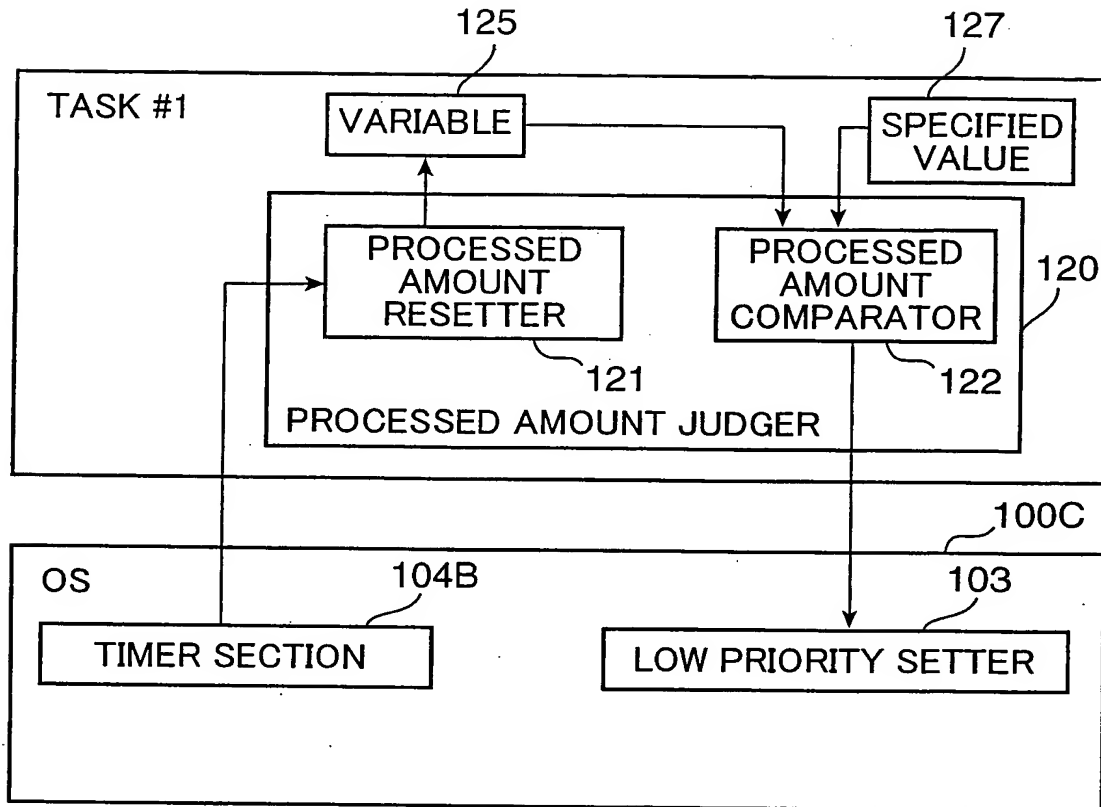 125
127
TASK #1
VARIABLE
SPECIFIED
VALUE
PROCESSED
AMOUNT
RESETTER
PROCESSED
AMOUNT
COMPARATOR
120
121
122
PROCESSED AMOUNT JUDGER
100C
OS
104B
103
TIMER SECTION
LOW PRIORITY SETTER